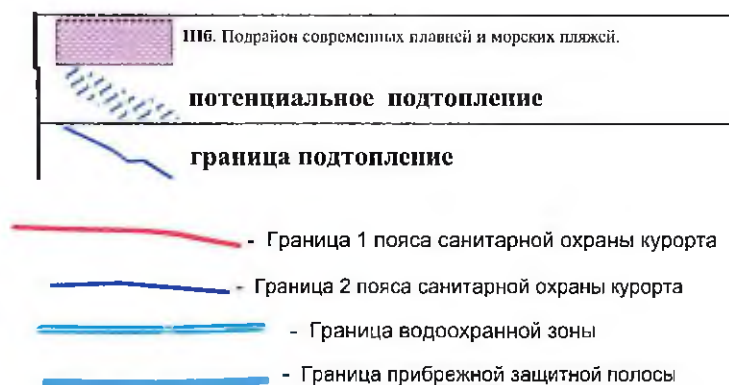 IIIб. Подрайон современных плавней и морских пляжей.
потенциальное подтопление
граница подтопление
- Граница 1 пояса санитарной охраны курорта
- Граница 2 пояса санитарной охраны курорта
- Граница водоохранной зоны
- Граница прибрежной защитной полосы